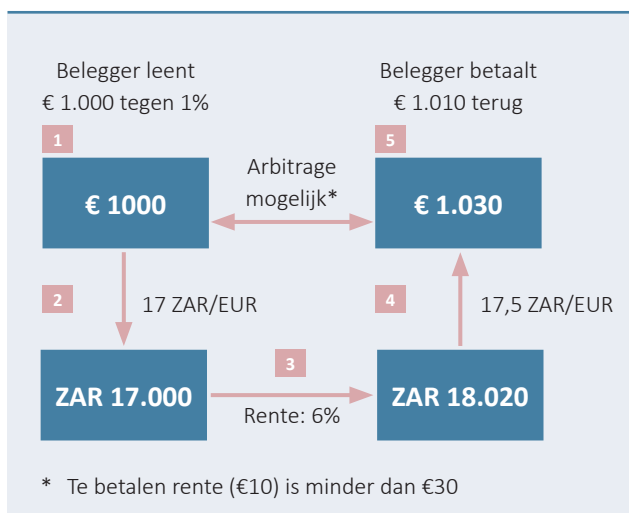 Belegger leent
€ 1.000 tegen 1%
Belegger betaalt
€ 1.010 terug
1
5
€ 1000
Arbitrage
mogelijk*
€ 1.030
2
17 ZAR/EUR
4
17,5 ZAR/EUR
3
ZAR 17.000
Rente: 6%
ZAR 18.020
* Te betalen rente (€10) is minder dan €30